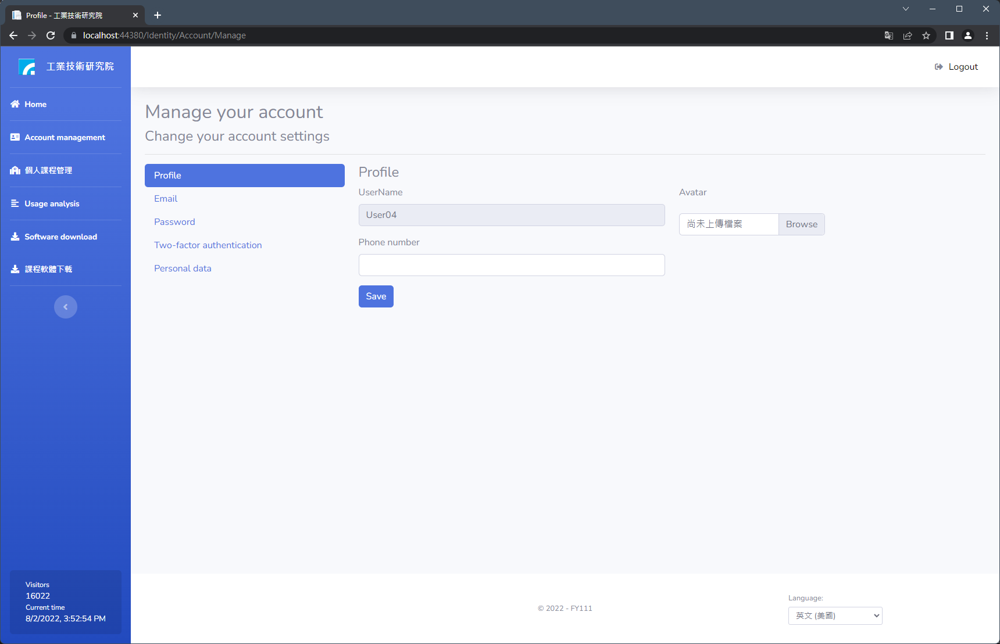 Profile - 工業技術研究院
localhost:44380/Identity/Account/Manage
工業技術研究院
Logout
Home
Account management
個人課程管理
Usage analysis
Software download
課程軟體下載
Manage your account
Change your account settings
Profile
Email
Password
Two-factor authentication
Personal data
Profile
UserName
User04
Phone number
Save
Avatar
尚未上傳檔案
Browse
Visitors
16022
Current time
8/2/2022, 3:52:54 PM
© 2022 - FY111
Language:
英文 (美國)